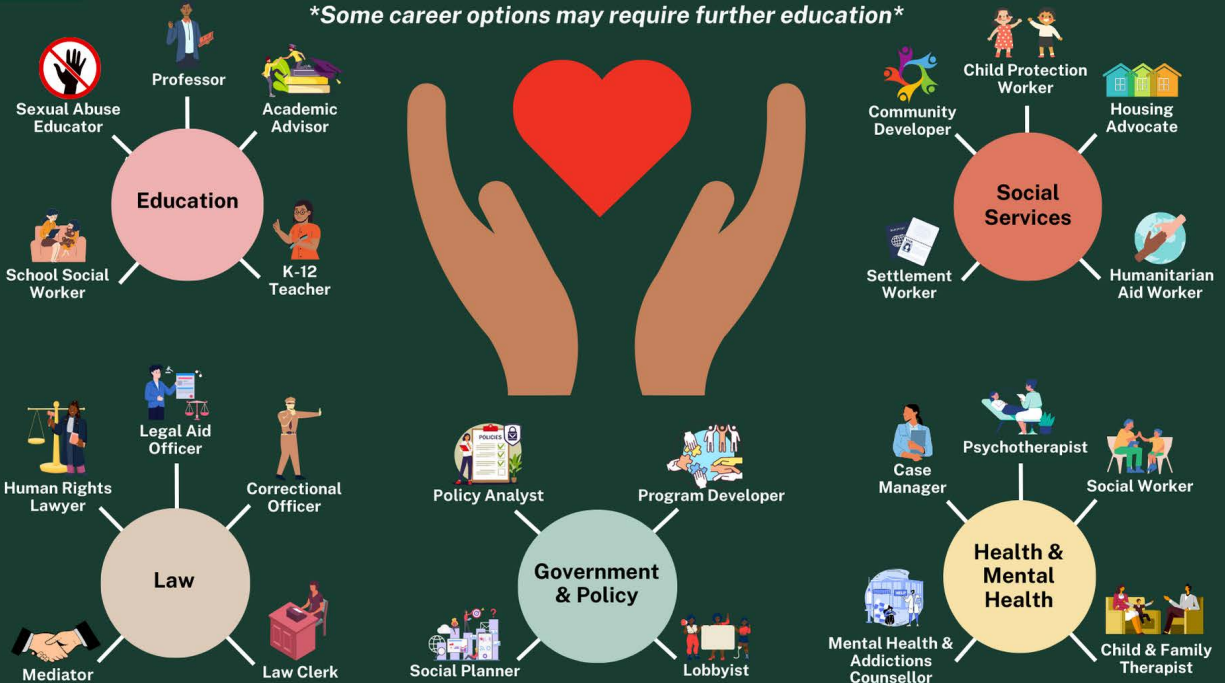 *Some career options may require further education*
Sexual Abuse
Educator
Professor
Academic
Advisor
Education
School Social
Worker
K-12
Teacher
Community
Developer
Child Protection
Worker
Housing
Advocate
Social
Services
Settlement
Worker
Humanitarian
Aid Worker
Human Rights
Lawyer
Legal Aid
Officer
Correctional
Officer
Law
Mediator
Law Clerk
POLICIES
Policy Analyst
Program Developer
Government
& Policy
Social Planner
Lobbyist
Case
Manager
Psychotherapist
Social Worker
Health &
Mental
Health
HELP
Mental Health &
Addictions
Counsellor
Child & Family
Therapist